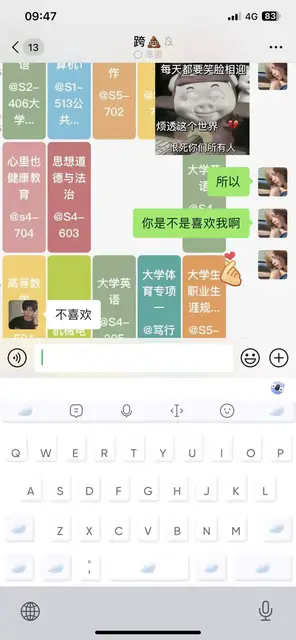 09:47
4G
83
13
跨💩
语
@S2-
406大学...
计算机I
@S1-
513公共...
作
@S5-
702
每天都要笑脸相迎
烦透这个世界
恨死你们所有人
心里也
健康教育
@s4-
704
思想道
德与法治
@S4-
603
大学英
语
@S4-
所以
你是不是喜欢我啊
高等数
大学英语
@S4-
大学体
育专项一
@笃行
大学生
职业生
涯规...
@S5-
不喜欢
Q W E R T Y U I O P
A S D F G H J K L
Z X C V B N M